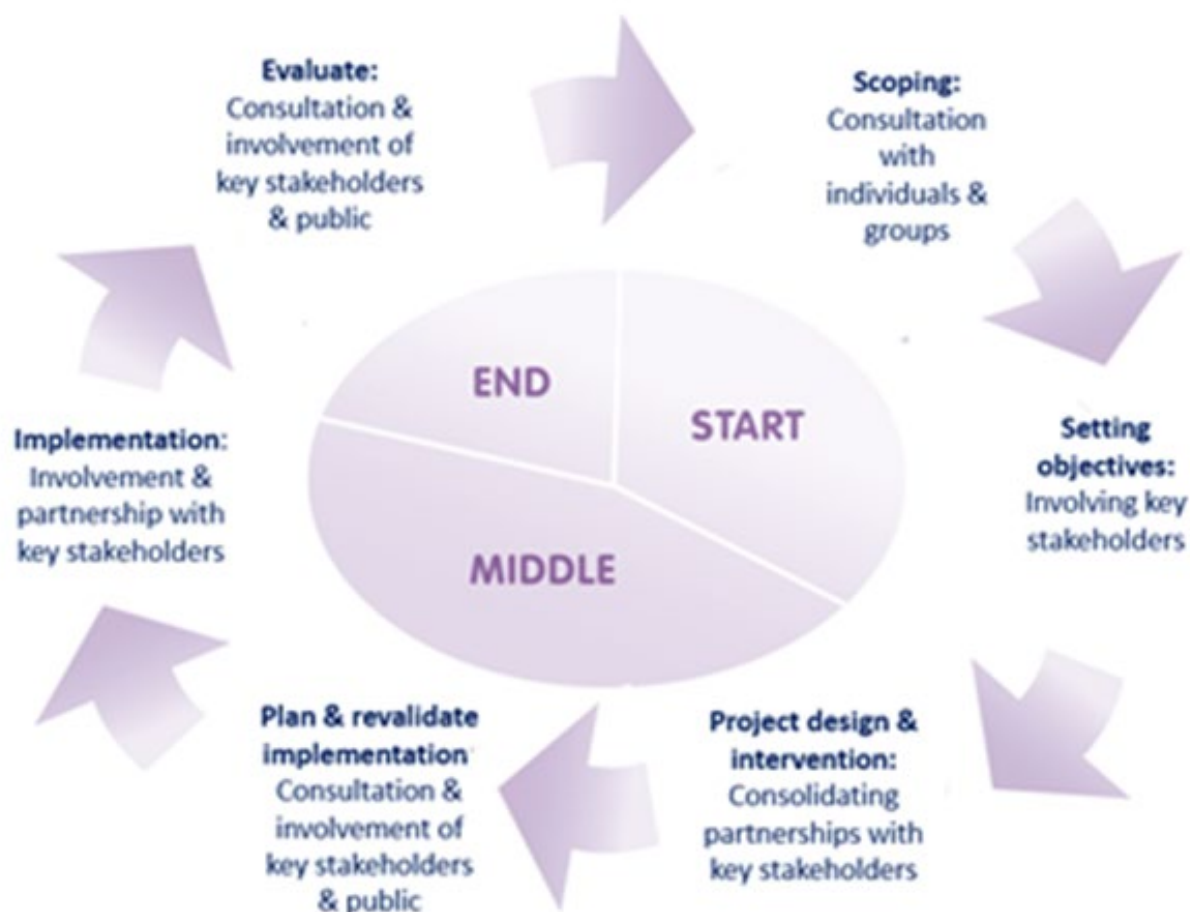 Evaluate:
Consultation &
involvement of
key stakeholders
& public
Scoping:
Consultation
with
individuals &
groups
END
START
MIDDLE
Setting
objectives:
Involving key
stakeholders
Project design &
intervention:
Consolidating
partnerships with
key stakeholders
Plan & revalidate
implementation
Consultation &
involvement of
key stakeholders
& public
Implementation:
Involvement &
partnership with
key stakeholders